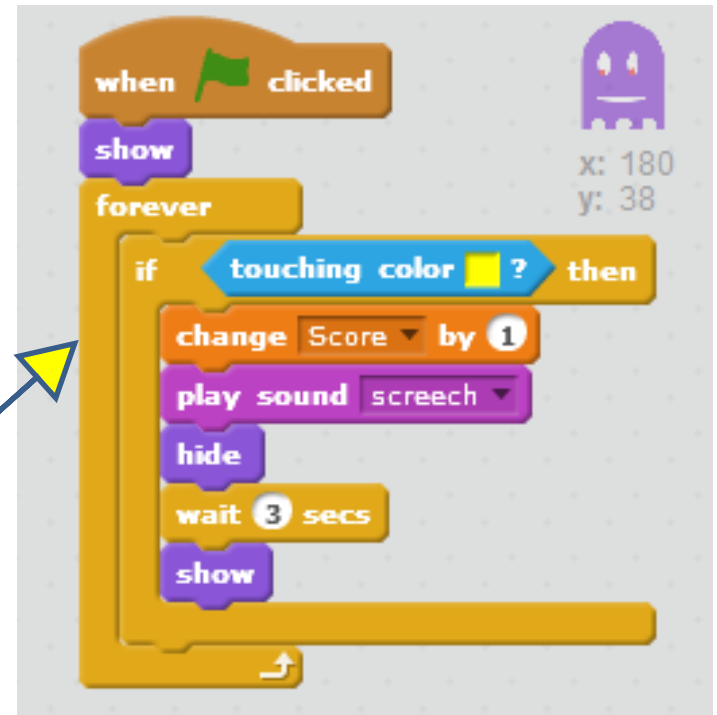 when clicked
show
x: 180
y: 38
forever
if touching color ? then
change Score by 1
play sound screech
hide
wait 3 secs
show